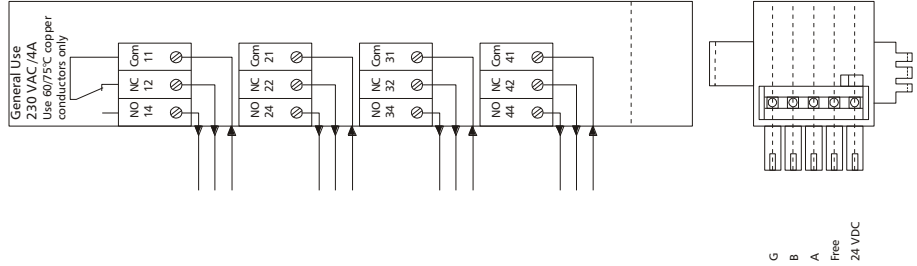 General Use
230 VAC /4A
Use 60/75°C copper
conductors only
Com 11
NC 12
NO 14
Com 21
NC 22
NO 24
Com 31
NC 32
NO 34
Com 41
NC 42
NO 44
G
B
A
Free
24 VDC